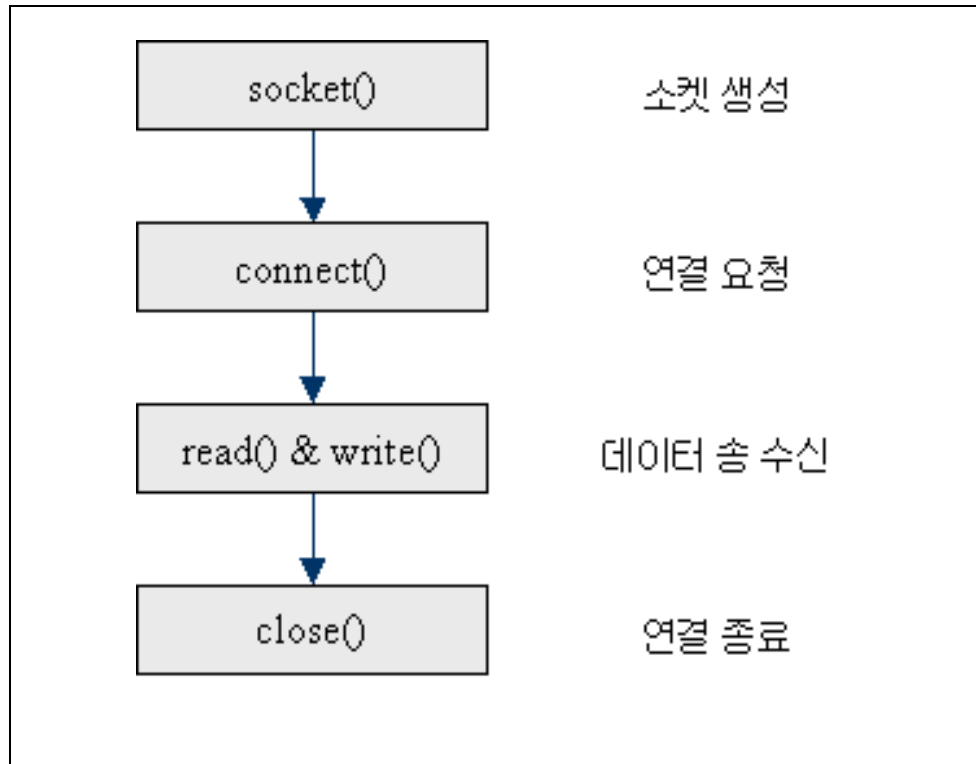 socket() 소켓 생성
connect() 연결 요청
read() & write() 데이터 송 수신
close() 연결 종료